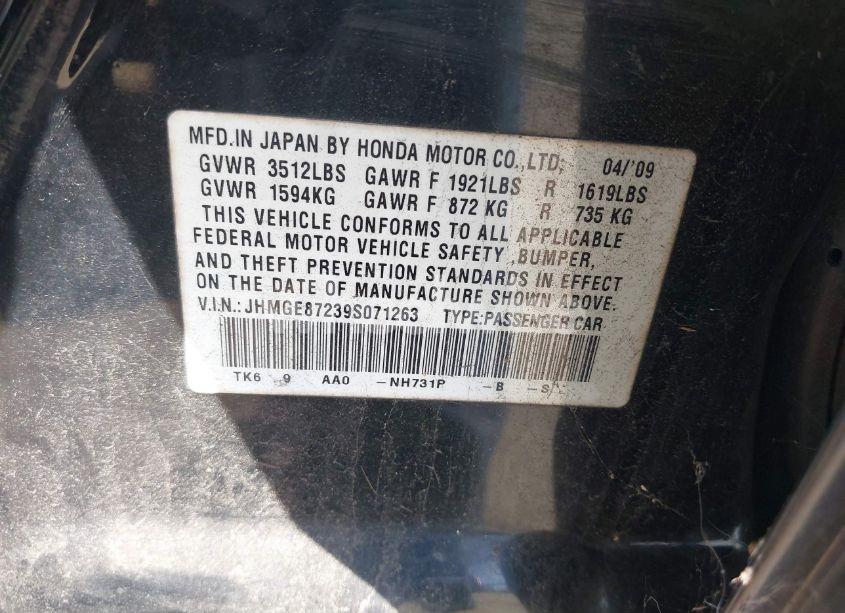 MFD.IN JAPAN BY HONDA MOTOR CO.,LTD; 04/'09
GVWR 3512LBS GAWR F 1921LBS R 1619LBS
GVWR 1594KG GAWR F 872 KG R 735 KG
THIS VEHICLE CONFORMS TO ALL APPLICABLE
FEDERAL MOTOR VEHICLE SAFETY ,BUMPER,
AND THEFT PREVENTION STANDARDS IN EFFECT
ON THE DATE OF MANUFACTURE SHOWN ABOVE.
V.I.N.:JHMGE87239S071263 TYPE:PASSENGER CAR
TK6 9 AA0 -NH731P -B